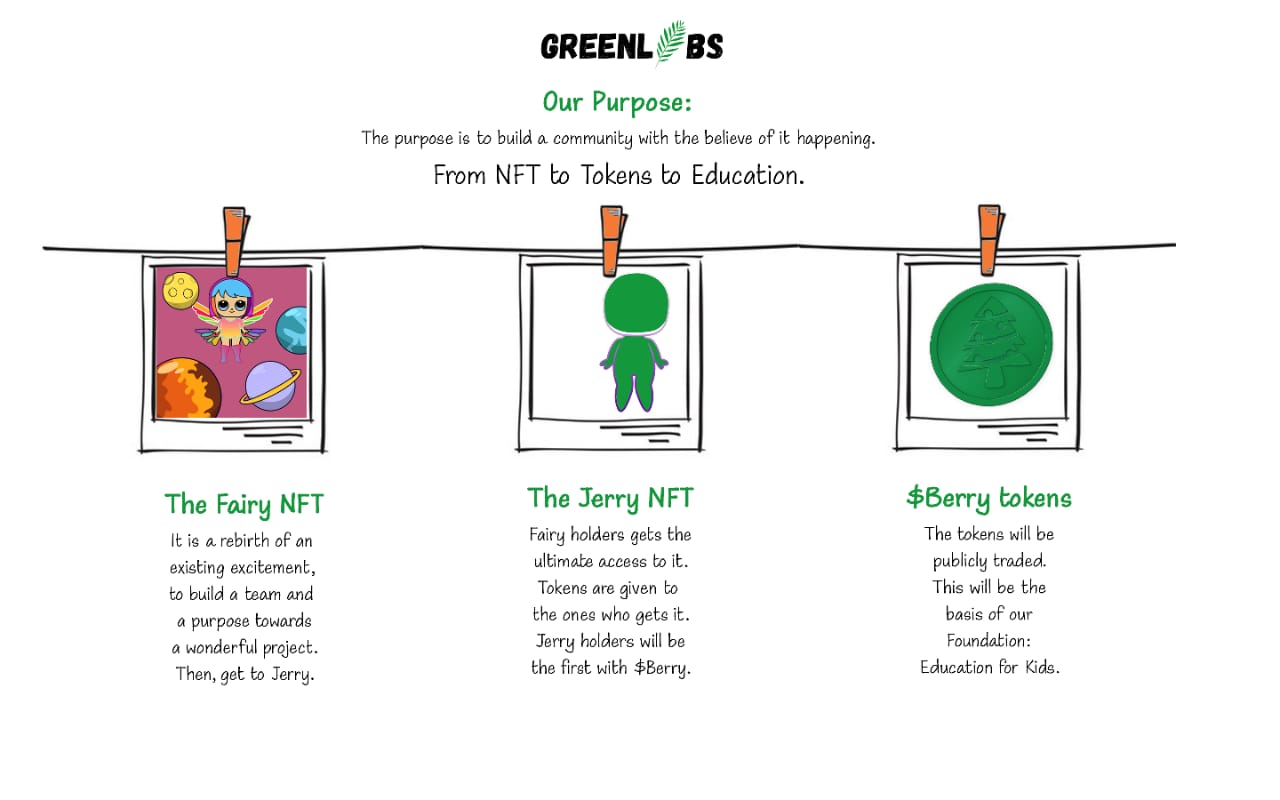 GREENL BS
Our Purpose:
The purpose is to build a community with the believe of it happening.
From NFT to Tokens to Education.
The Fairy NFT
It is a rebirth of an
existing excitement,
to build a team and
a purpose towards
a wonderful project.
Then, get to Jerry.
The Jerry NFT
Fairy holders gets the
ultimate access to it.
Tokens are given to
the ones who gets it.
Jerry holders will be
the first with $Berry.
$Berry tokens
The tokens will be
publicly traded.
This will be the
basis of our
Foundation:
Education for Kids.